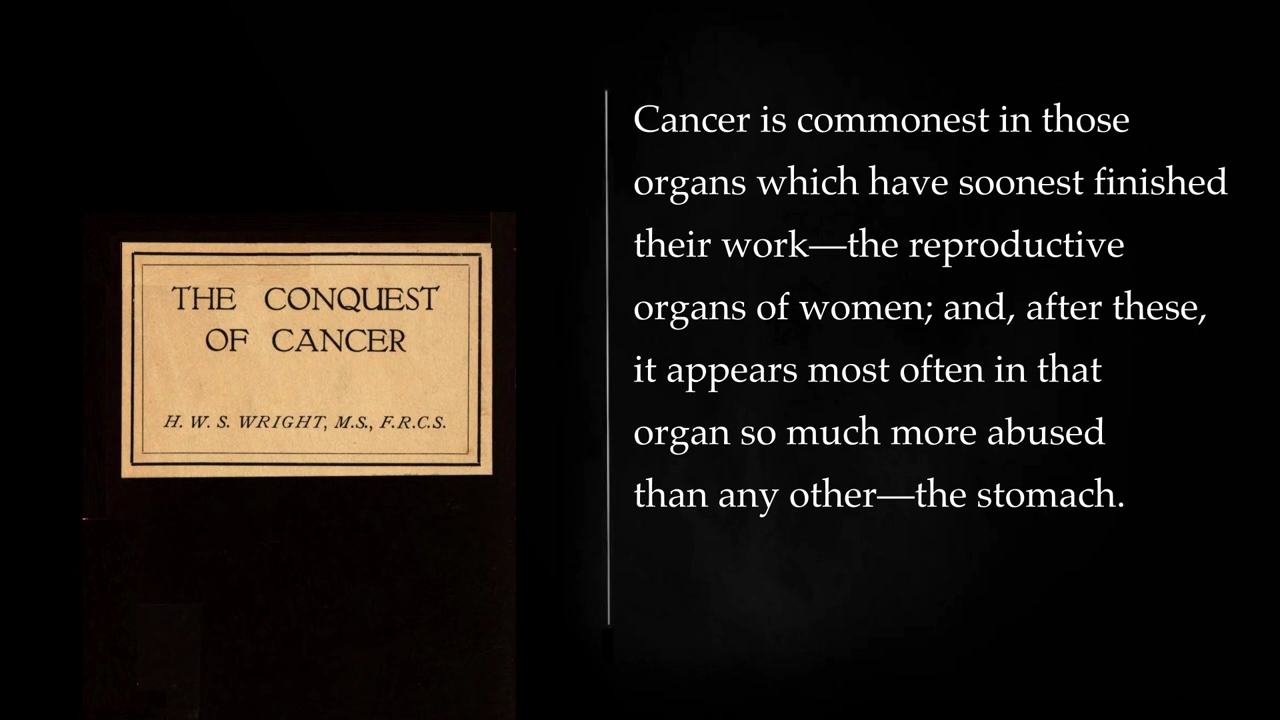 THE CONQUEST
OF CANCER
H. W. S. WRIGHT, M.S., F.R.C.S.
Cancer is commonest in those
organs which have soonest finished
their work—the reproductive
organs of women; and, after these,
it appears most often in that
organ so much more abused
than any other—the stomach.